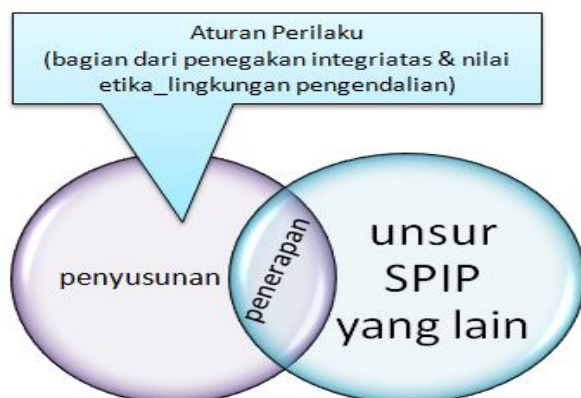 Aturan Perilaku
(bagian dari penegakan integriatas & nilai
etika_lingkungan pengendalian)
penyusunan
penerapan
unsur
SPIP
yang lain